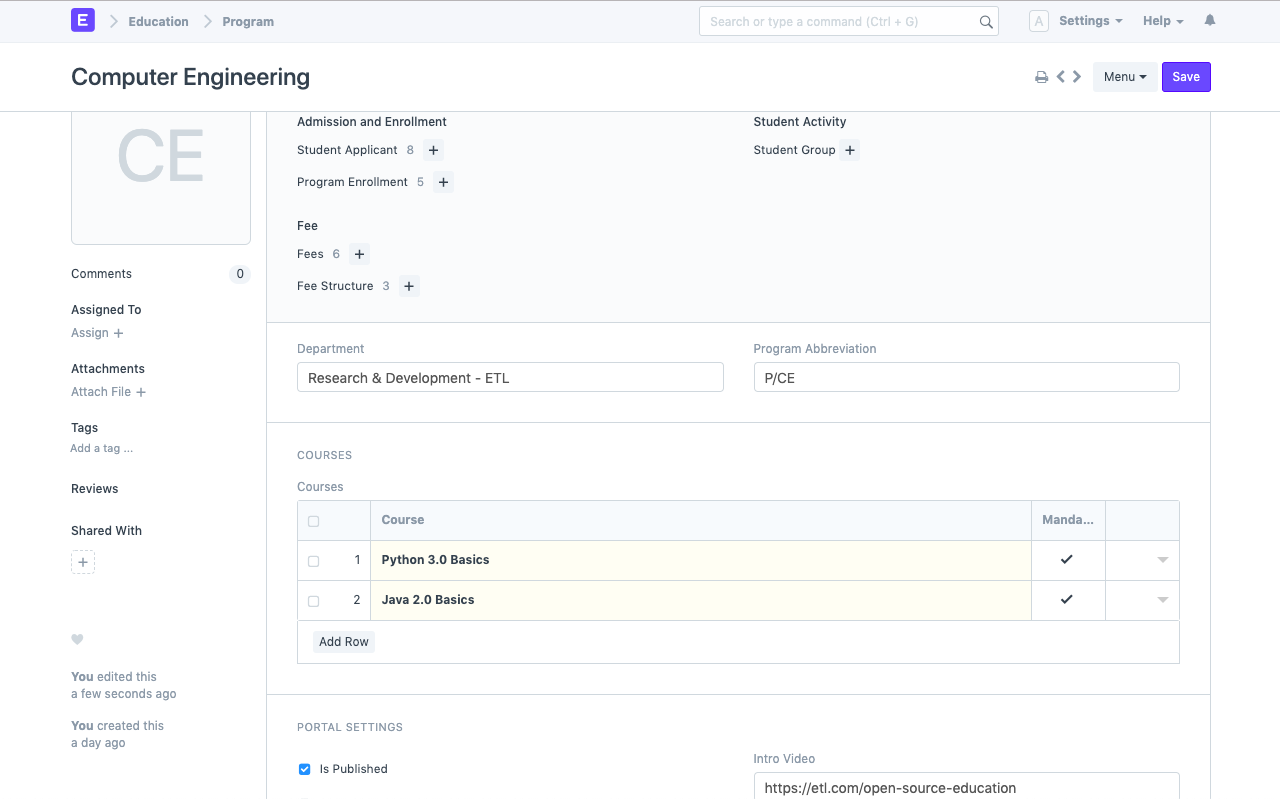 E Education Program Search or type a command (Ctrl + G) A Settings Help
Computer Engineering Menu Save
CE
Comments 0
Assigned To
Assign +
Attachments
Attach File +
Tags
Add a tag ...
Reviews
Shared With
+
You edited this
a few seconds ago
You created this
a day ago
Admission and Enrollment
Student Applicant 8 +
Program Enrollment 5 +
Student Activity
Student Group +
Fee
Fees 6 +
Fee Structure 3 +
Department
Research & Development - ETL
Program Abbreviation
P/CE
COURSES
Courses
Course Manda...
1 Python 3.0 Basics
2 Java 2.0 Basics
Add Row
PORTAL SETTINGS
Is Published
Intro Video
https://etl.com/open-source-education